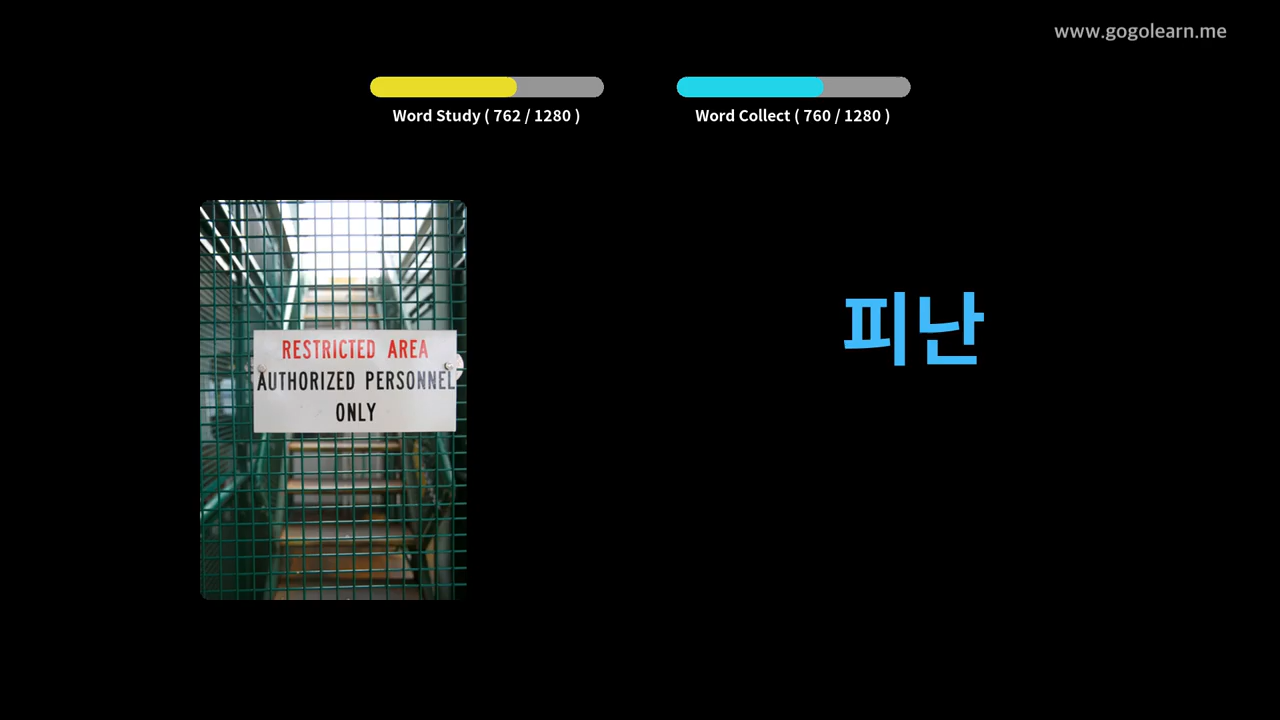 www.gogolearn.me
Word Study ( 762 / 1280 )
Word Collect ( 760 / 1280 )
RESTRICTED AREA
AUTHORIZED PERSONNEL
ONLY
피난